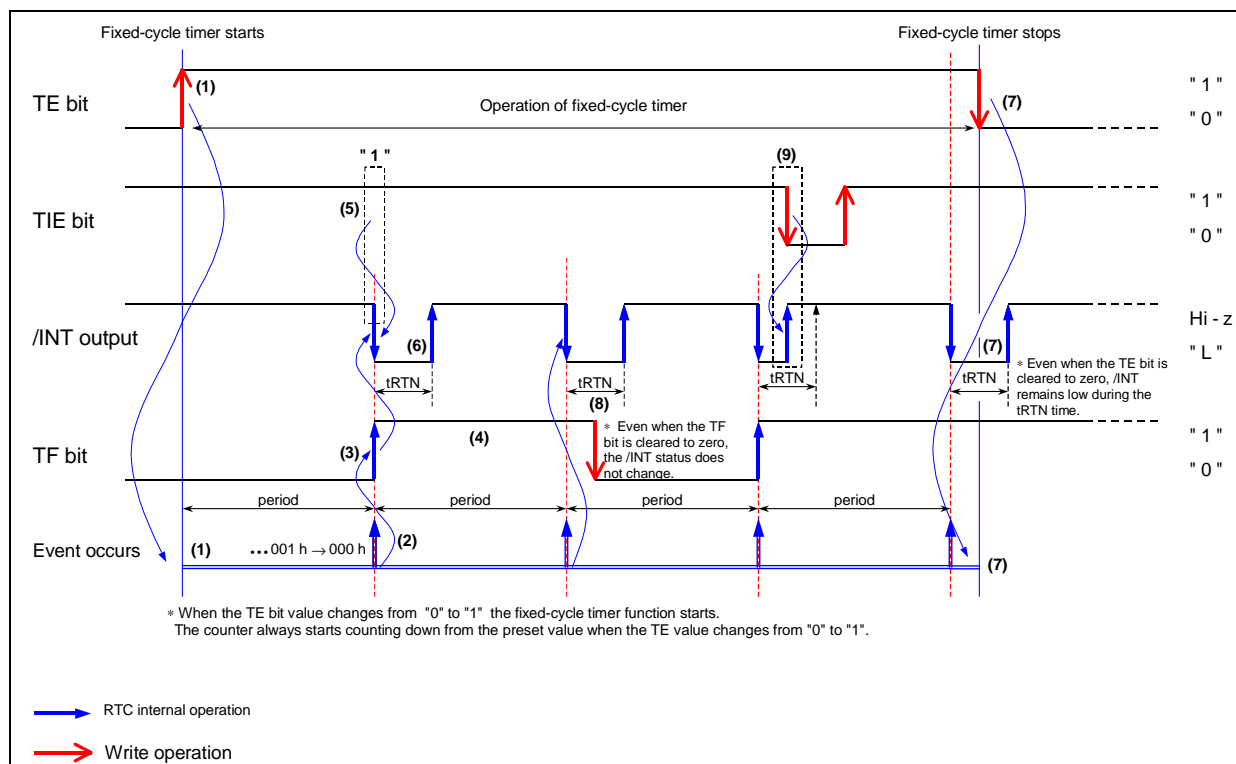 Fixed-cycle timer starts
Fixed-cycle timer stops
(1)
(7)
TE bit
" 1 "
" 0 "
Operation of fixed-cycle timer
" 1 "
(9)
TIE bit
(5)
" 1 "
" 0 "
/INT output
(6)
(7)
Hi - z
" L "
tRTN
tRTN
tRTN
tRTN
∗ Even when the TE bit is
cleared to zero, /INT
remains low during the
tRTN time.
(8)
∗ Even when the TF
bit is cleared to zero,
the /INT status does
not change.
TF bit
(3)
(4)
" 1 "
" 0 "
period
period
period
period
Event occurs
(1)
•••001 h → 000 h
(2)
(7)
∗ When the TE bit value changes from "0" to "1" the fixed-cycle timer function starts.
The counter always starts counting down from the preset value when the TE value changes from "0" to "1".
RTC internal operation
Write operation